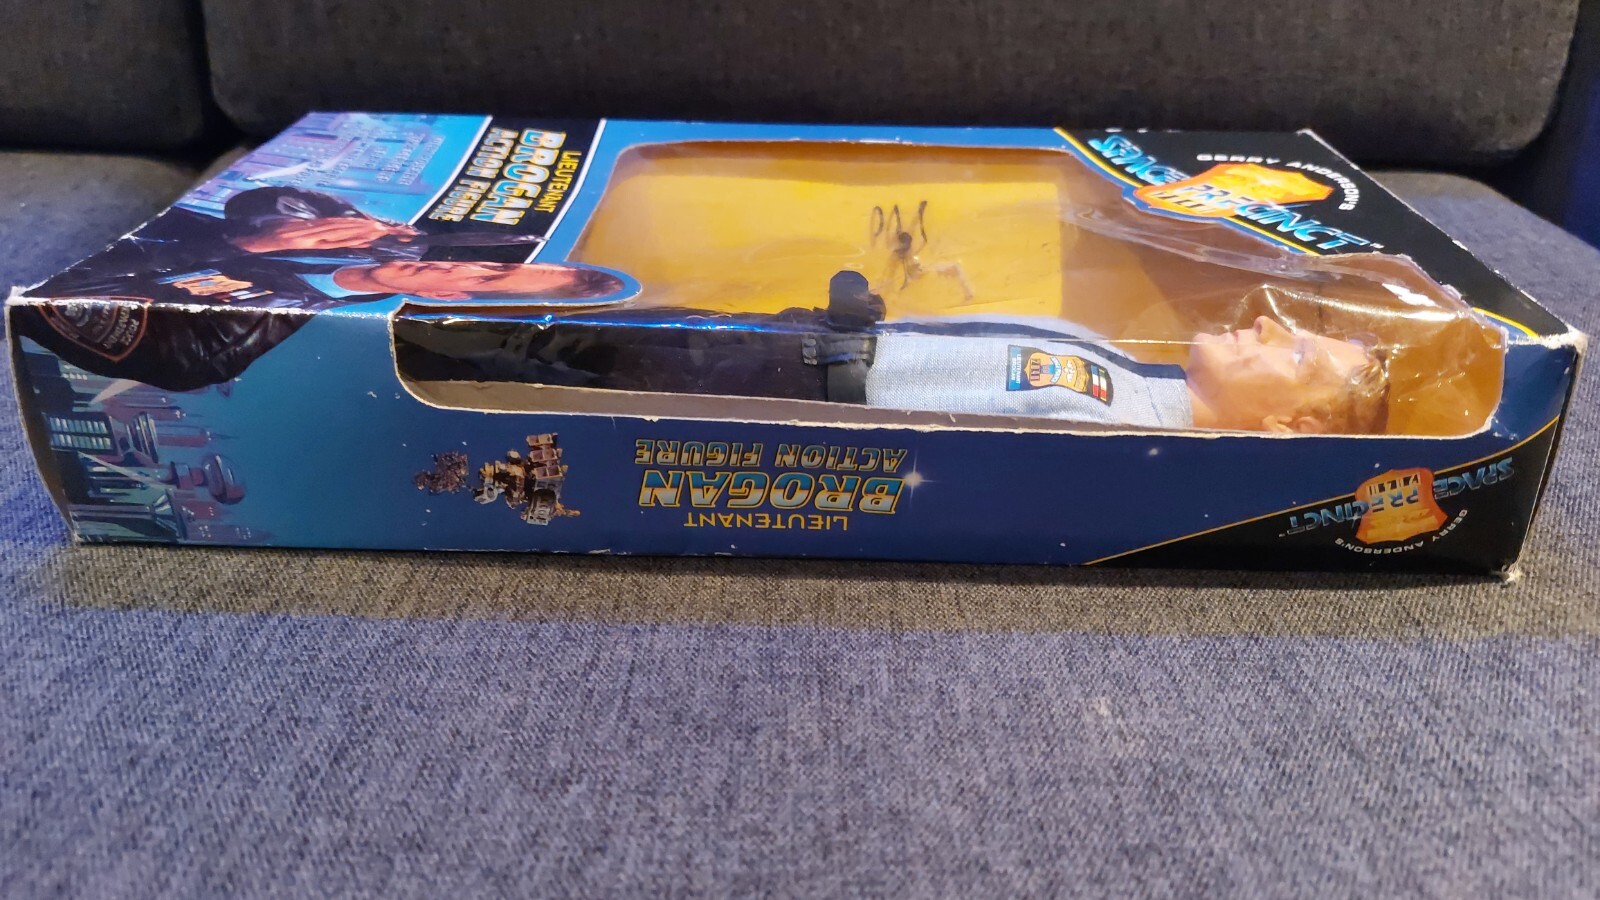 GERRY ANDERSON'S
SPACE
PRECINCT
LIEUTENANT
BROGAN
ACTION FIGURE
LIEUTENANT
BROGAN
ACTION FIGURE
GERRY ANDERSON'S
SPACE
PRECINCT